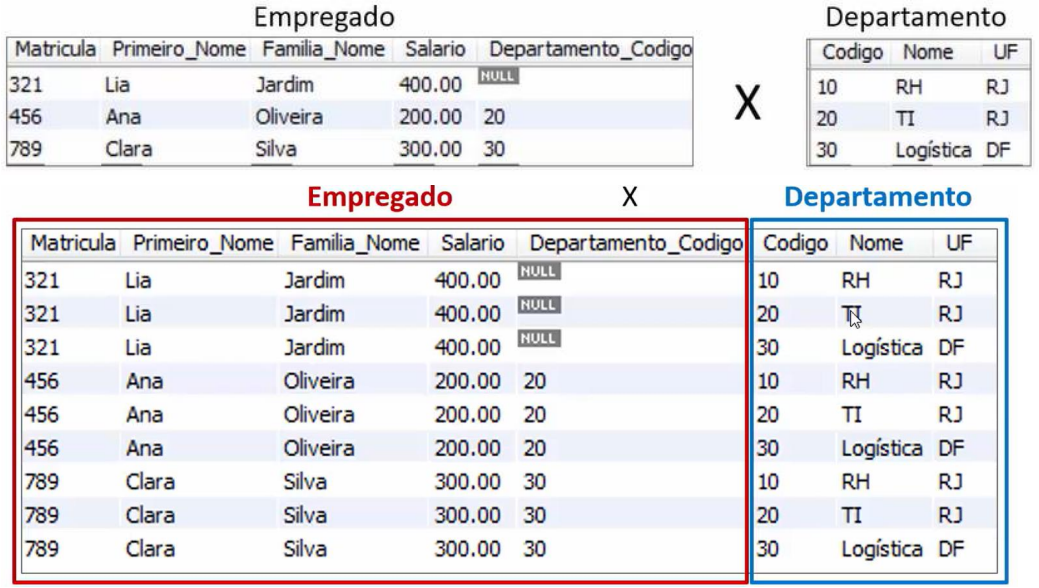 Empregado Departamento
Matricula Primeiro_Nome Familia_Nome Salario Departamento_Codigo Codigo Nome UF
321 Lia Jardim 400.00 NULL 10 RH RJ
X
456 Ana Oliveira 200.00 20 20 TI RJ
789 Clara Silva 300.00 30 30 Logística DF
Empregado X Departamento
Matricula Primeiro_Nome Familia_Nome Salario Departamento_Codigo Codigo Nome UF
321 Lia Jardim 400.00 NULL 10 RH RJ
321 Lia Jardim 400.00 NULL 20 TI RJ
321 Lia Jardim 400.00 NULL 30 Logística DF
456 Ana Oliveira 200.00 20 10 RH RJ
456 Ana Oliveira 200.00 20 20 TI RJ
456 Ana Oliveira 200.00 20 30 Logística DF
789 Clara Silva 300.00 30 10 RH RJ
789 Clara Silva 300.00 30 20 TI RJ
789 Clara Silva 300.00 30 30 Logística DF